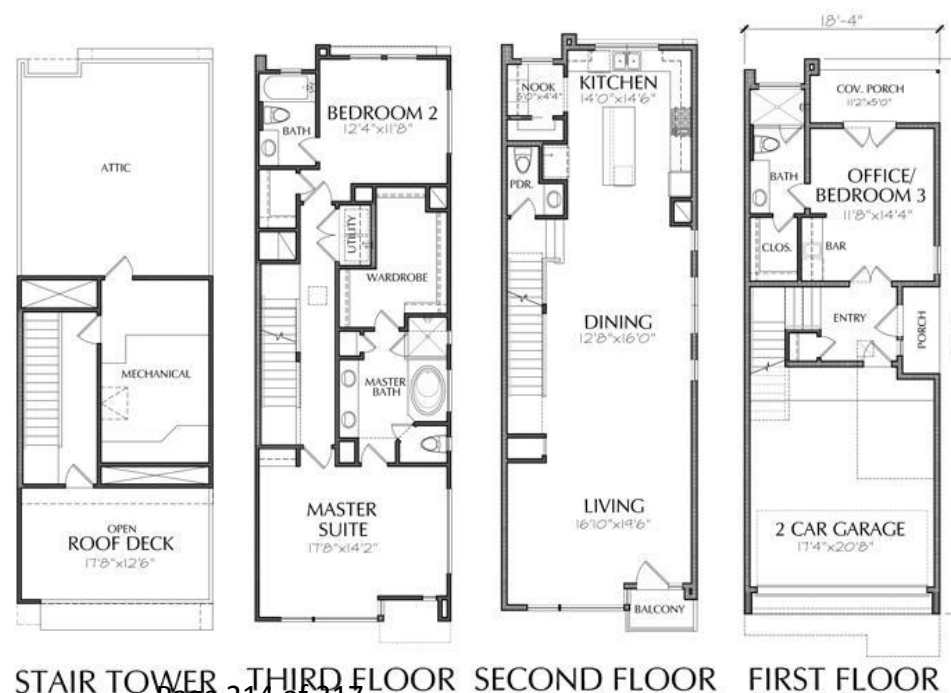 ATTIC
MECHANICAL
OPEN
ROOF DECK
17'8"x12'6"
STAIR TOWER
BATH
BEDROOM 2
12'4"x11'8"
UTILITY
WARDROBE
MASTER
BATH
MASTER
SUITE
17'8"x14'2"
THIRD FLOOR
NOOK
KITCHEN
14'0"x14'6"
PDR.
DINING
12'8"x16'0"
LIVING
16'10"x19'6"
BALCONY
SECOND FLOOR
18'-4"
COV. PORCH
11'2"x5'0"
BATH
OFFICE/
BEDROOM 3
11'8"x14'4"
CLOS.
BAR
ENTRY
PORCH
2 CAR GARAGE
17'4"x20'8"
FIRST FLOOR
Page 214 of 317